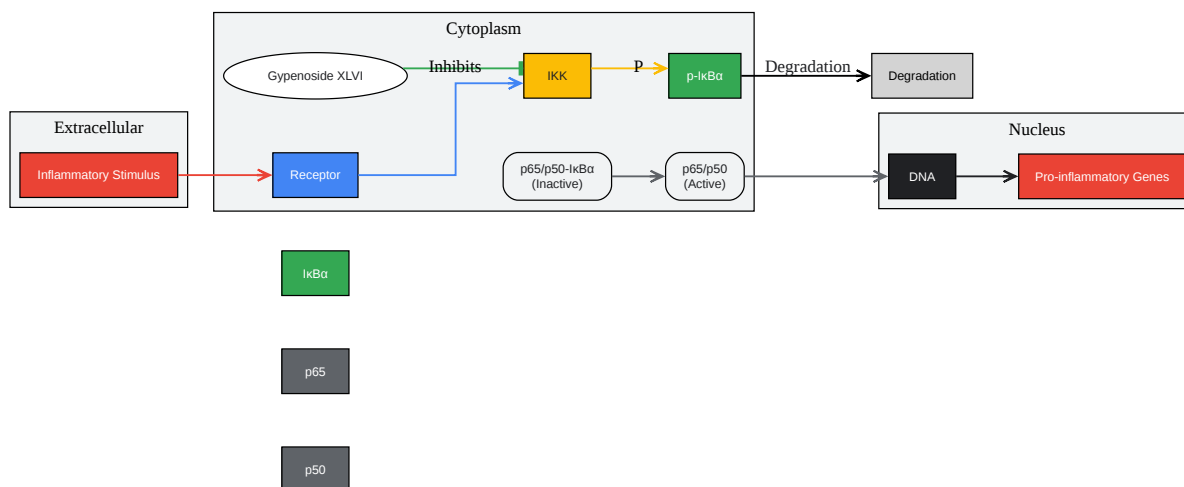 Cytoplasm
Gypenoside XLVI
Inhibits
IKK
P
p-IκBα
Degradation
Degradation
Extracellular
Inflammatory Stimulus
Receptor
p65/p50-IκBα
(Inactive)
p65/p50
(Active)
Nucleus
DNA
Pro-inflammatory Genes
IκBα
p65
p50